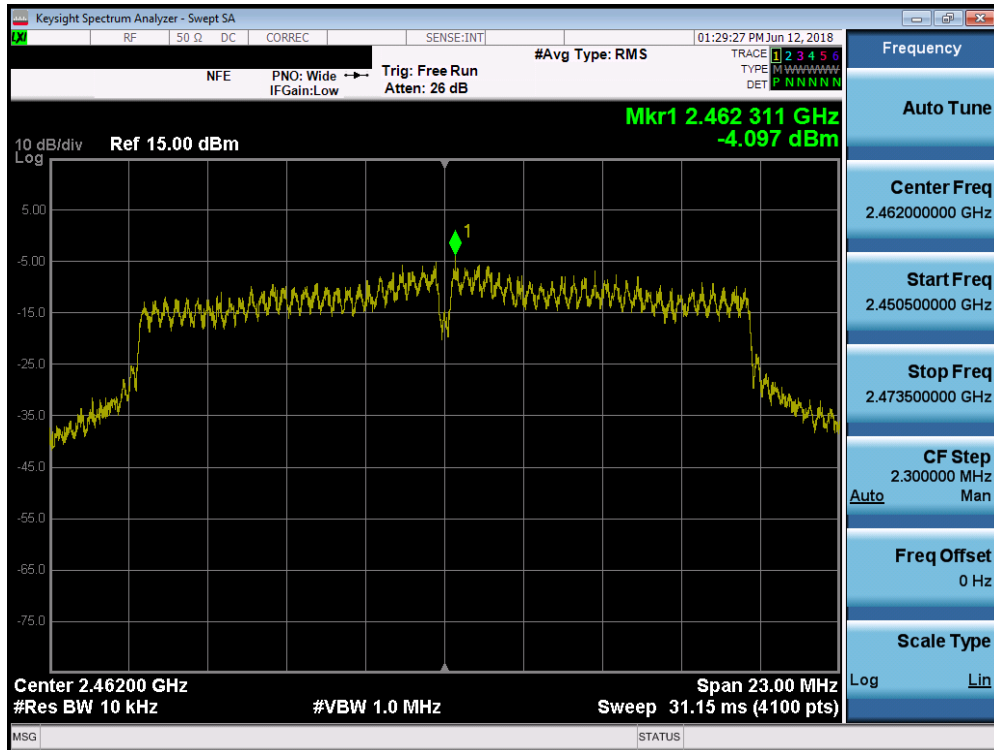 Keysight Spectrum Analyzer - Swept SA
LXI RF 50 Ω DC CORREC SENSE:INT 01:29:27 PM Jun 12, 2018
NFE PNO: Wide Trig: Free Run #Avg Type: RMS TRACE 1 2 3 4 5 6
IFGain:Low Atten: 26 dB TYPE M W W W W W
DET P N N N N N
Mkr1 2.462 311 GHz
-4.097 dBm
10 dB/div Ref 15.00 dBm
Log
5.00
1
-5.00
-15.0
-25.0
-35.0
-45.0
-55.0
-65.0
-75.0
Center 2.46200 GHz Span 23.00 MHz
#Res BW 10 kHz #VBW 1.0 MHz Sweep 31.15 ms (4100 pts)
MSG STATUS
Frequency
Auto Tune
Center Freq
2.462000000 GHz
Start Freq
2.450500000 GHz
Stop Freq
2.473500000 GHz
CF Step
2.300000 MHz
Auto Man
Freq Offset
0 Hz
Scale Type
Log Lin